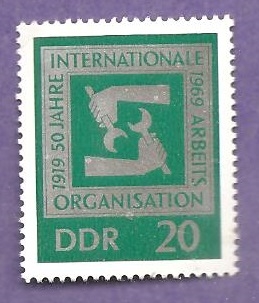 1919 50 JAHRE
INTERNATIONALE
1969 ARBEITS
ORGANISATION
DDR 20